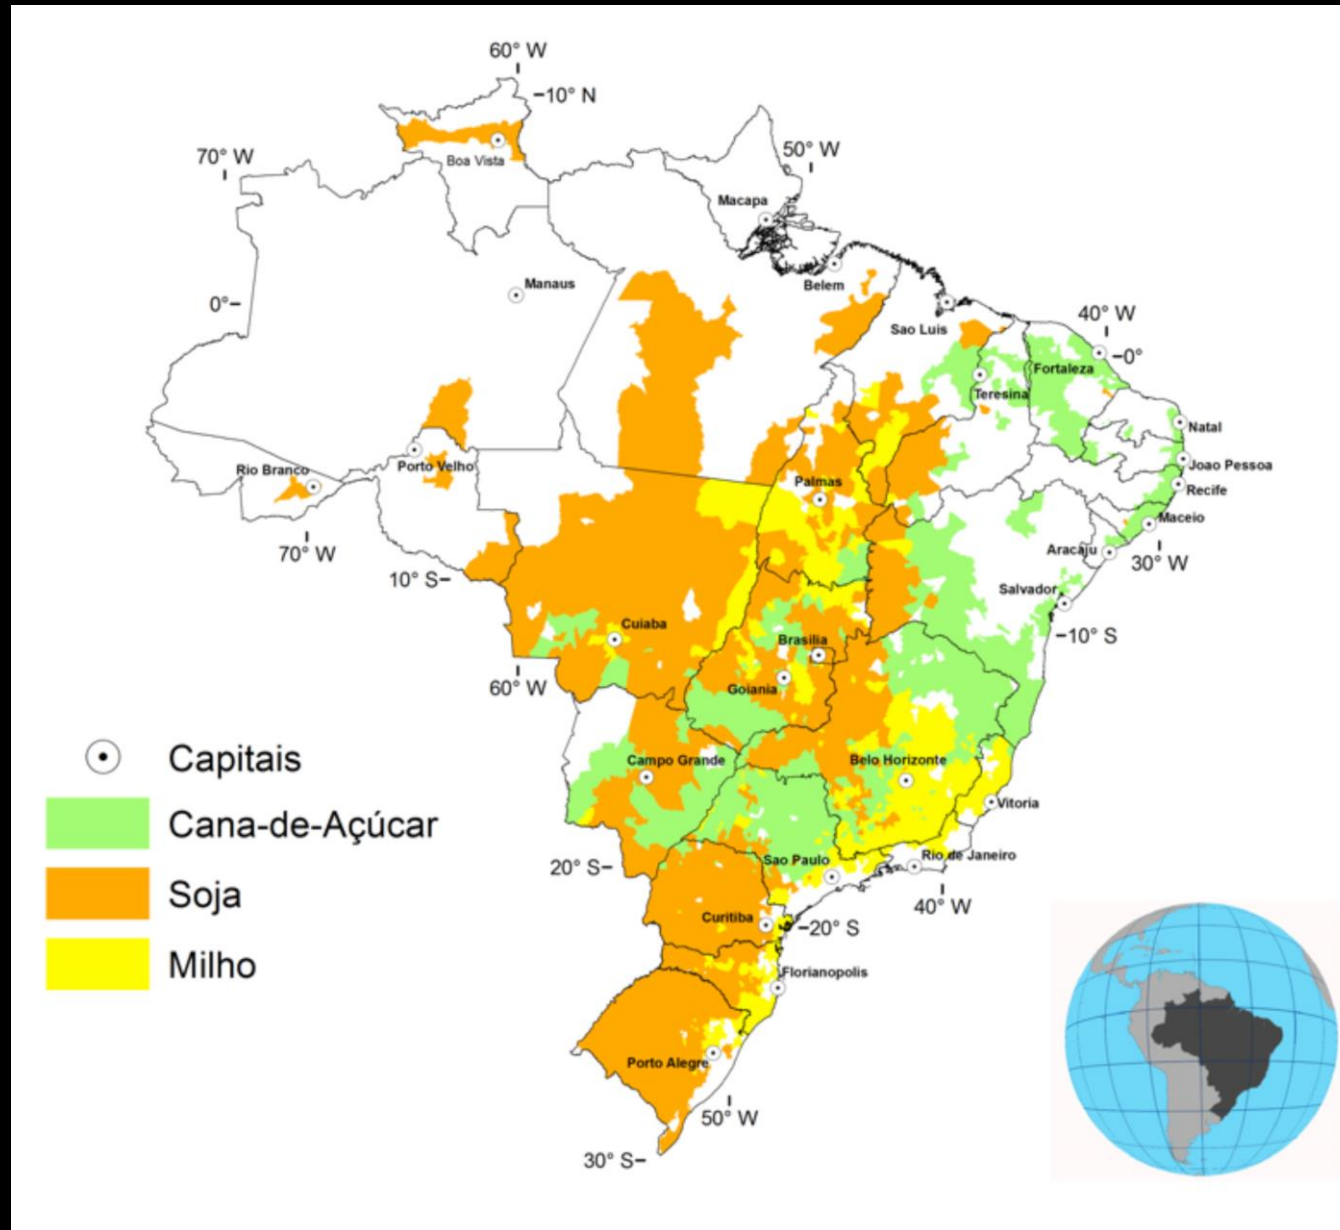 60° W
10° N
Boa Vista
70° W
50° W
Macapa
Manaus
Belem
0°
Sao Luis
40° W
0°
Fortaleza
Teresina
Natal
Rio Branco
Porto Velho
Joao Pessoa
Palmas
Recife
Maceio
70° W
Aracaju
30° W
10° S
Salvador
Cuiaba
Brasilia
10° S
60° W
Goiania
Capitais
Campo Grande
Belo Horizonte
Vitoria
Cana-de-Açúcar
20° S
Sao Paulo
Rio de Janeiro
Soja
40° W
Curitiba
20° S
Milho
Florianopolis
Porto Alegre
50° W
30° S